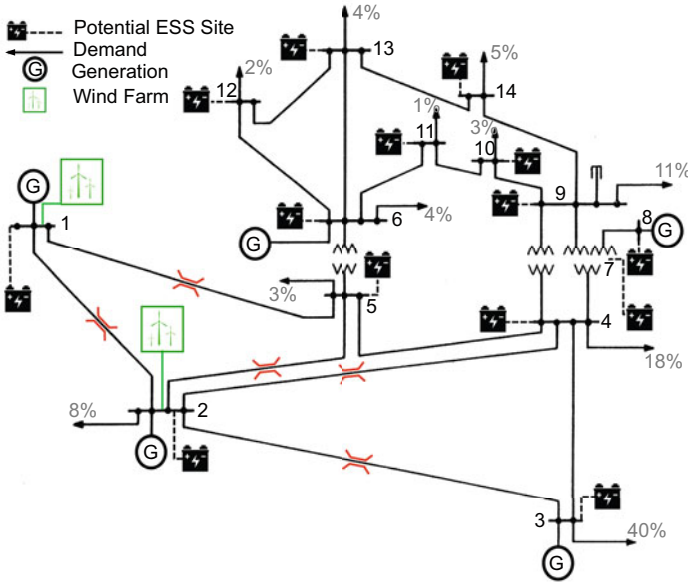 4%
Potential ESS Site
Demand
G Generation
Wind Farm
13
5%
2%
12
14
1%
11
3%
10
G
1
9
11%
6
4%
8
G
G
7
3%
5
4
18%
8%
2
G
3
40%
G